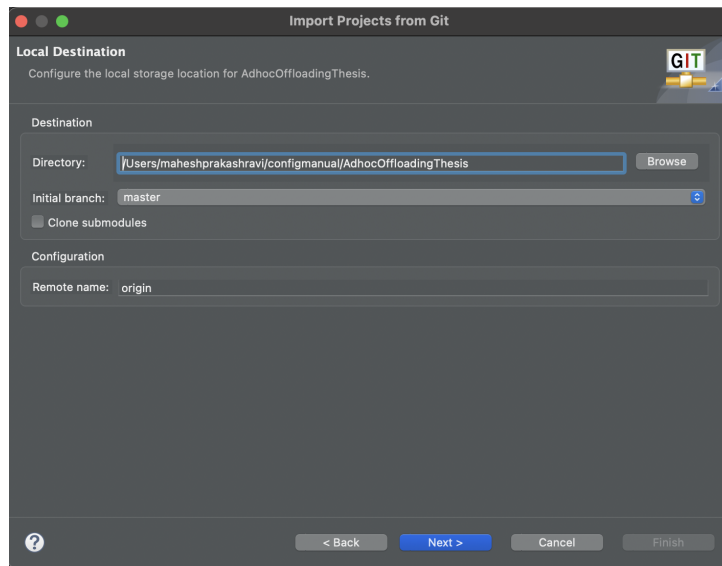 Import Projects from Git
Local Destination
Configure the local storage location for AdhocOffloadingThesis.
GIT
Destination
Directory: /Users/maheshprakashravi/configmanual/AdhocOffloadingThesis Browse
Initial branch: master
Clone submodules
Configuration
Remote name: origin
? < Back Next > Cancel Finish